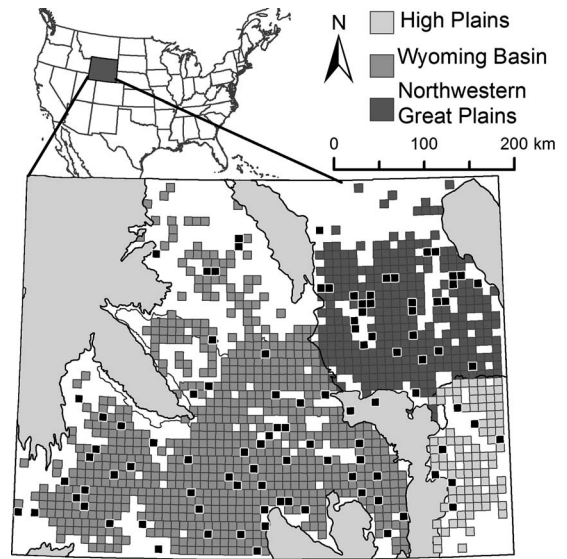 N
High Plains
Wyoming Basin
Northwestern
Great Plains
0 100 200 km